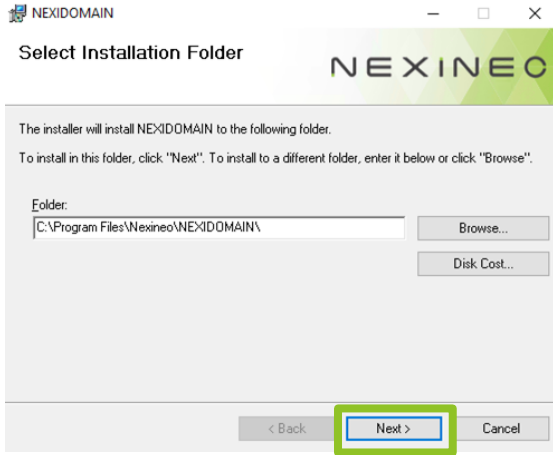 NEXIDOMAIN
Select Installation Folder
NEXINEO
The installer will install NEXIDOMAIN to the following folder.
To install in this folder, click "Next". To install to a different folder, enter it below or click "Browse".
Folder:
C:\Program Files\Nexineo\NEXIDOMAIN\
Browse...
Disk Cost...
< Back
Next >
Cancel